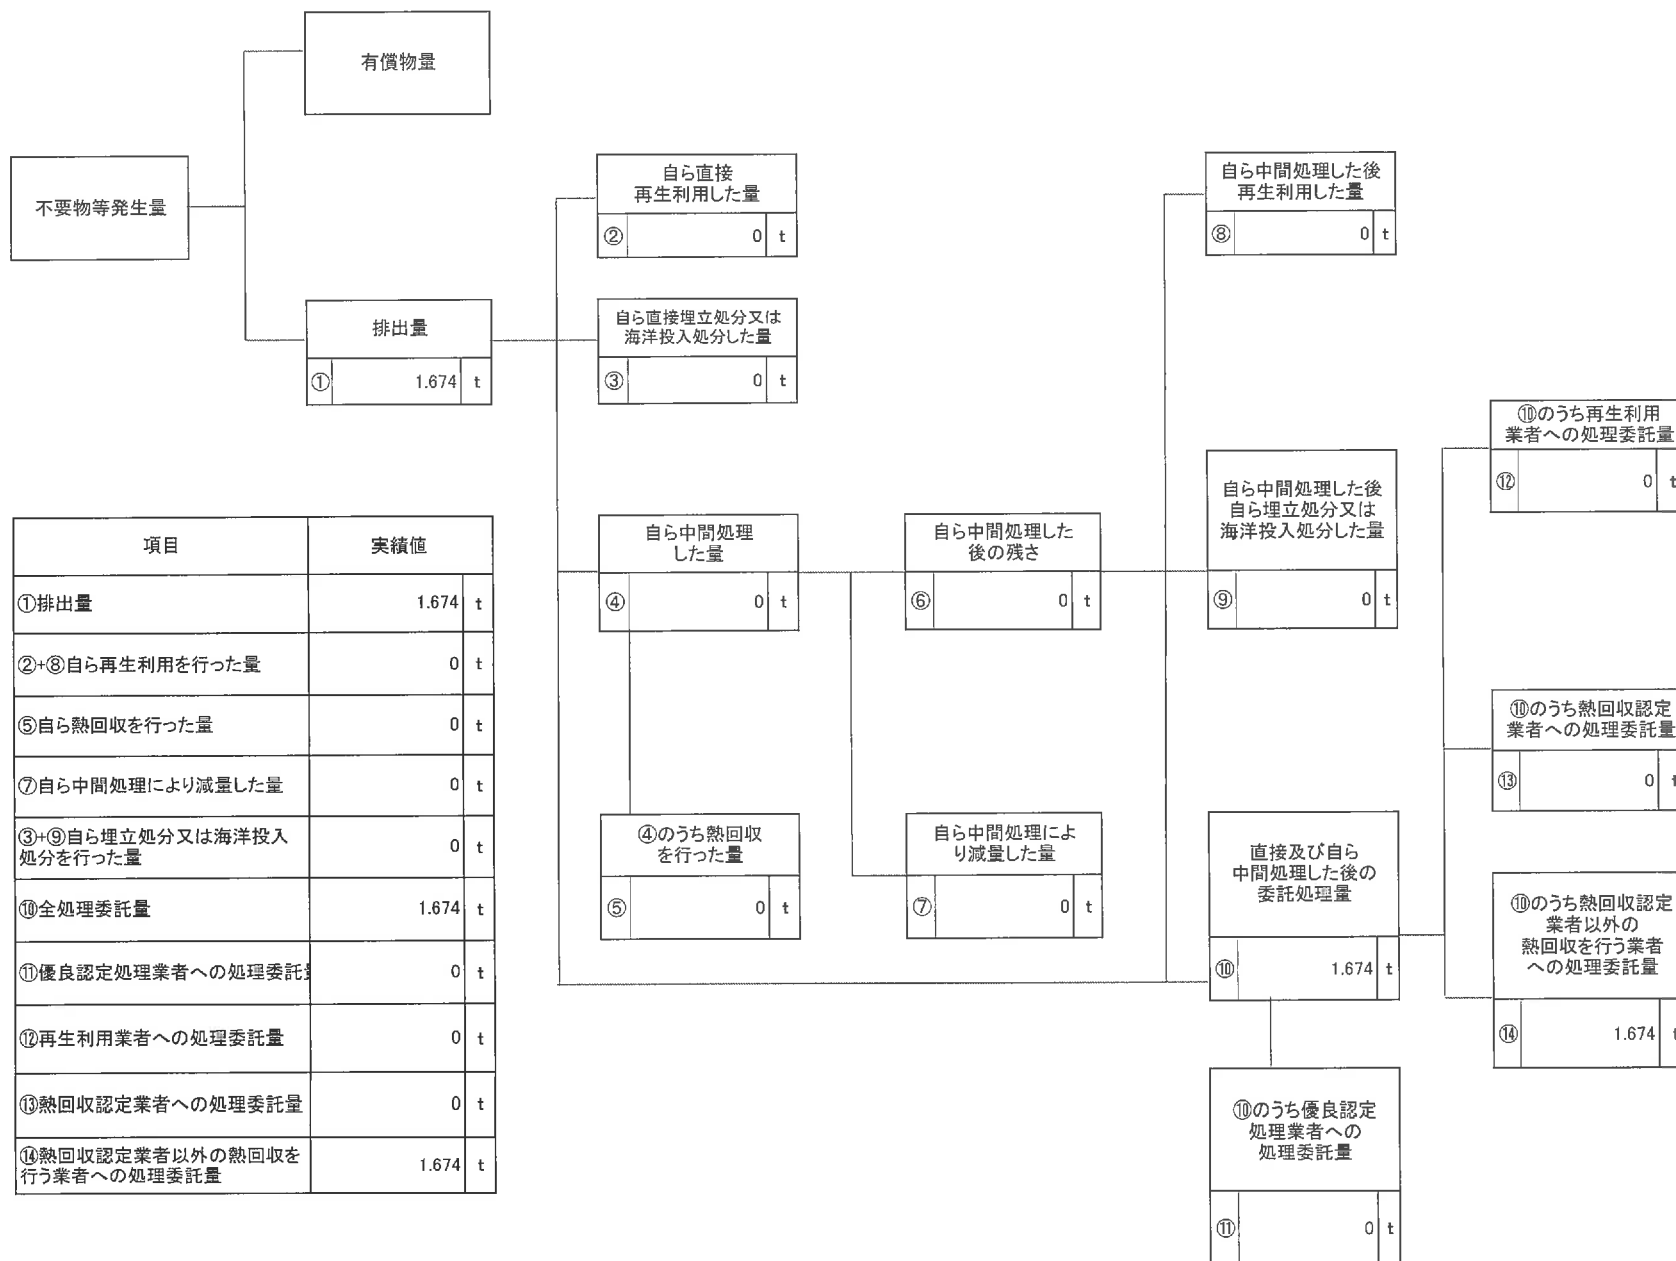 有償物量
不要物等発生量
排出量
① 1.674 t
自ら直接
再生利用した量
② 0 t
自ら直接埋立処分又は
海洋投入処分した量
③ 0 t
自ら中間処理
した量
④ 0 t
④のうち熱回収
を行った量
⑤ 0 t
自ら中間処理した
後の残さ
⑥ 0 t
自ら中間処理によ
り減量した量
⑦ 0 t
自ら中間処理した後
再生利用した量
⑧ 0 t
自ら中間処理した後
自ら埋立処分又は
海洋投入処分した量
⑨ 0 t
直接及び自ら
中間処理した後の
委託処理量
⑩ 1.674 t
⑩のうち優良認定
処理業者への
処理委託量
⑪ 0 t
⑩のうち再生利用
業者への処理委託量
⑫ 0 t
⑩のうち熱回収認定
業者への処理委託量
⑬ 0 t
⑩のうち熱回収認定
業者以外の
熱回収を行う業者
への処理委託量
⑭ 1.674 t
項目 実績値
①排出量 1.674 t
②+⑧自ら再生利用を行った量 0 t
⑤自ら熱回収を行った量 0 t
⑦自ら中間処理により減量した量 0 t
③+⑨自ら埋立処分又は海洋投入
処分を行った量 0 t
⑩全処理委託量 1.674 t
⑪優良認定処理業者への処理委託 0 t
⑫再生利用業者への処理委託量 0 t
⑬熱回収認定業者への処理委託量 0 t
⑭熱回収認定業者以外の熱回収を
行う業者への処理委託量 1.674 t